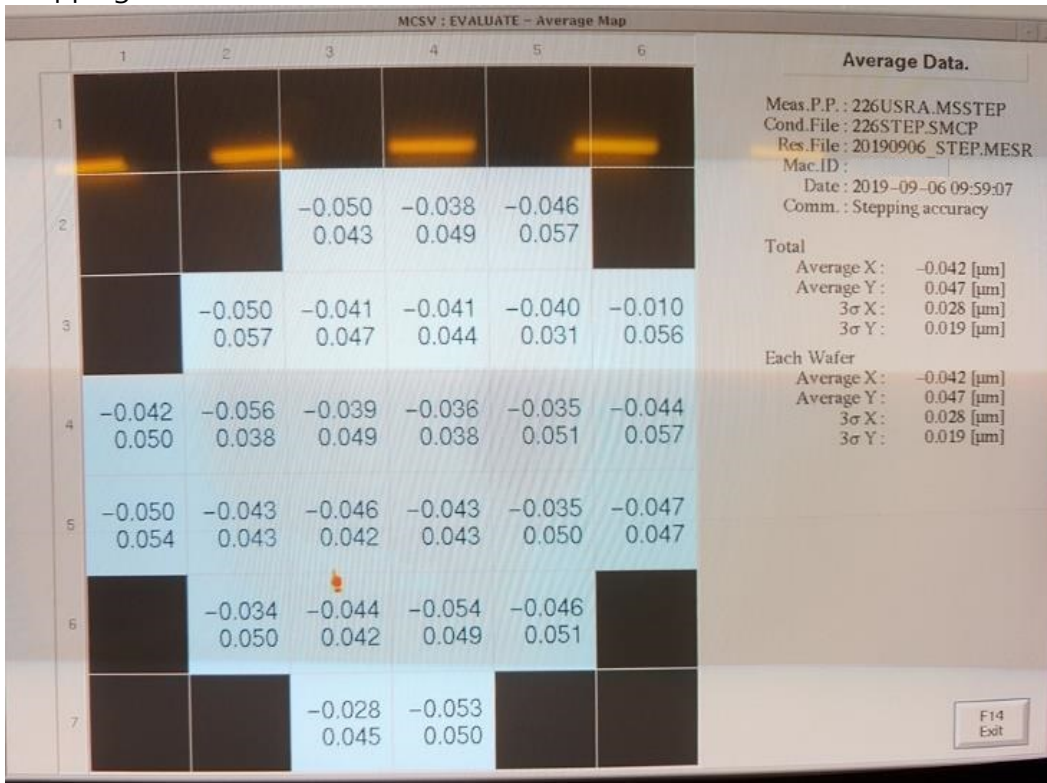 MCSV : EVALUATE – Average Map
1 2 3 4 5 6
1
2
−0.050 −0.038 −0.046
0.043 0.049 0.057
3
−0.050 −0.041 −0.041 −0.040 −0.010
0.057 0.047 0.044 0.031 0.056
4
−0.042 −0.056 −0.039 −0.036 −0.035 −0.044
0.050 0.038 0.049 0.038 0.051 0.057
5
−0.050 −0.043 −0.046 −0.043 −0.035 −0.047
0.054 0.043 0.042 0.043 0.050 0.047
6
−0.034 −0.044 −0.054 −0.046
0.050 0.042 0.049 0.051
7
−0.028 −0.053
0.045 0.050
Average Data.
Meas.P.P. : 226USRA.MSSTEP
Cond.File : 226STEP.SMCP
Res.File : 20190906_STEP.MESR
Mac.ID :
Date : 2019–09–06 09:59:07
Comm. : Stepping accuracy
Total
Average X : −0.042 [μm]
Average Y : 0.047 [μm]
3σ X : 0.028 [μm]
3σ Y : 0.019 [μm]
Each Wafer
Average X : −0.042 [μm]
Average Y : 0.047 [μm]
3σ X : 0.028 [μm]
3σ Y : 0.019 [μm]
F14
Exit